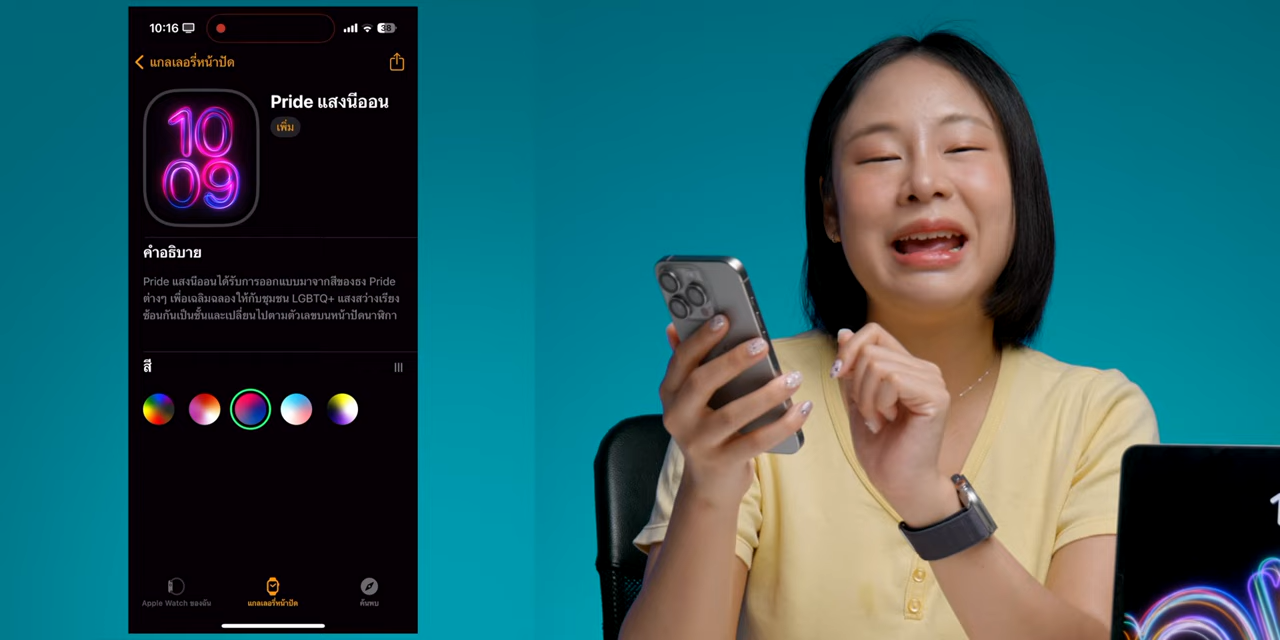 10:16
38
แกลเลอรี่หน้าปัด
Pride แสงนีออน
เพิ่ม
10
09
คำอธิบาย
Pride แสงนีออนได้รับการออกแบบมาจากสีของธง Pride
ต่างๆ เพื่อเฉลิมฉลองให้กับชุมชน LGBTQ+ แสงสว่างเรียง
ซ้อนกันเป็นชั้นและเปลี่ยนไปตามตัวเลขบนหน้าปัดนาฬิกา
สี
Apple Watch ของฉัน
แกลเลอรี่หน้าปัด
ค้นพบ